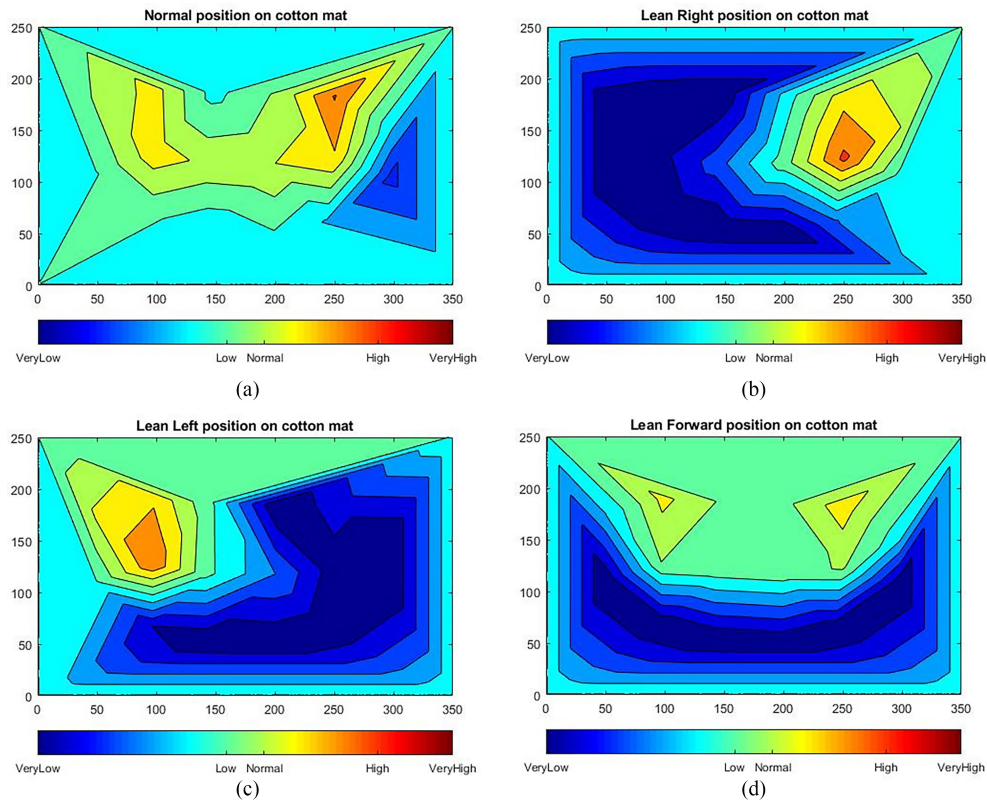 Normal position on cotton mat
250
200
150
100
50
0
0 50 100 150 200 250 300 350
VeryLow Low Normal High VeryHigh
(a)
Lean Right position on cotton mat
250
200
150
100
50
0
0 50 100 150 200 250 300 350
VeryLow Low Normal High VeryHigh
(b)
Lean Left position on cotton mat
250
200
150
100
50
0
0 50 100 150 200 250 300 350
VeryLow Low Normal High VeryHigh
(c)
Lean Forward position on cotton mat
250
200
150
100
50
0
0 50 100 150 200 250 300 350
VeryLow Low Normal High VeryHigh
(d)